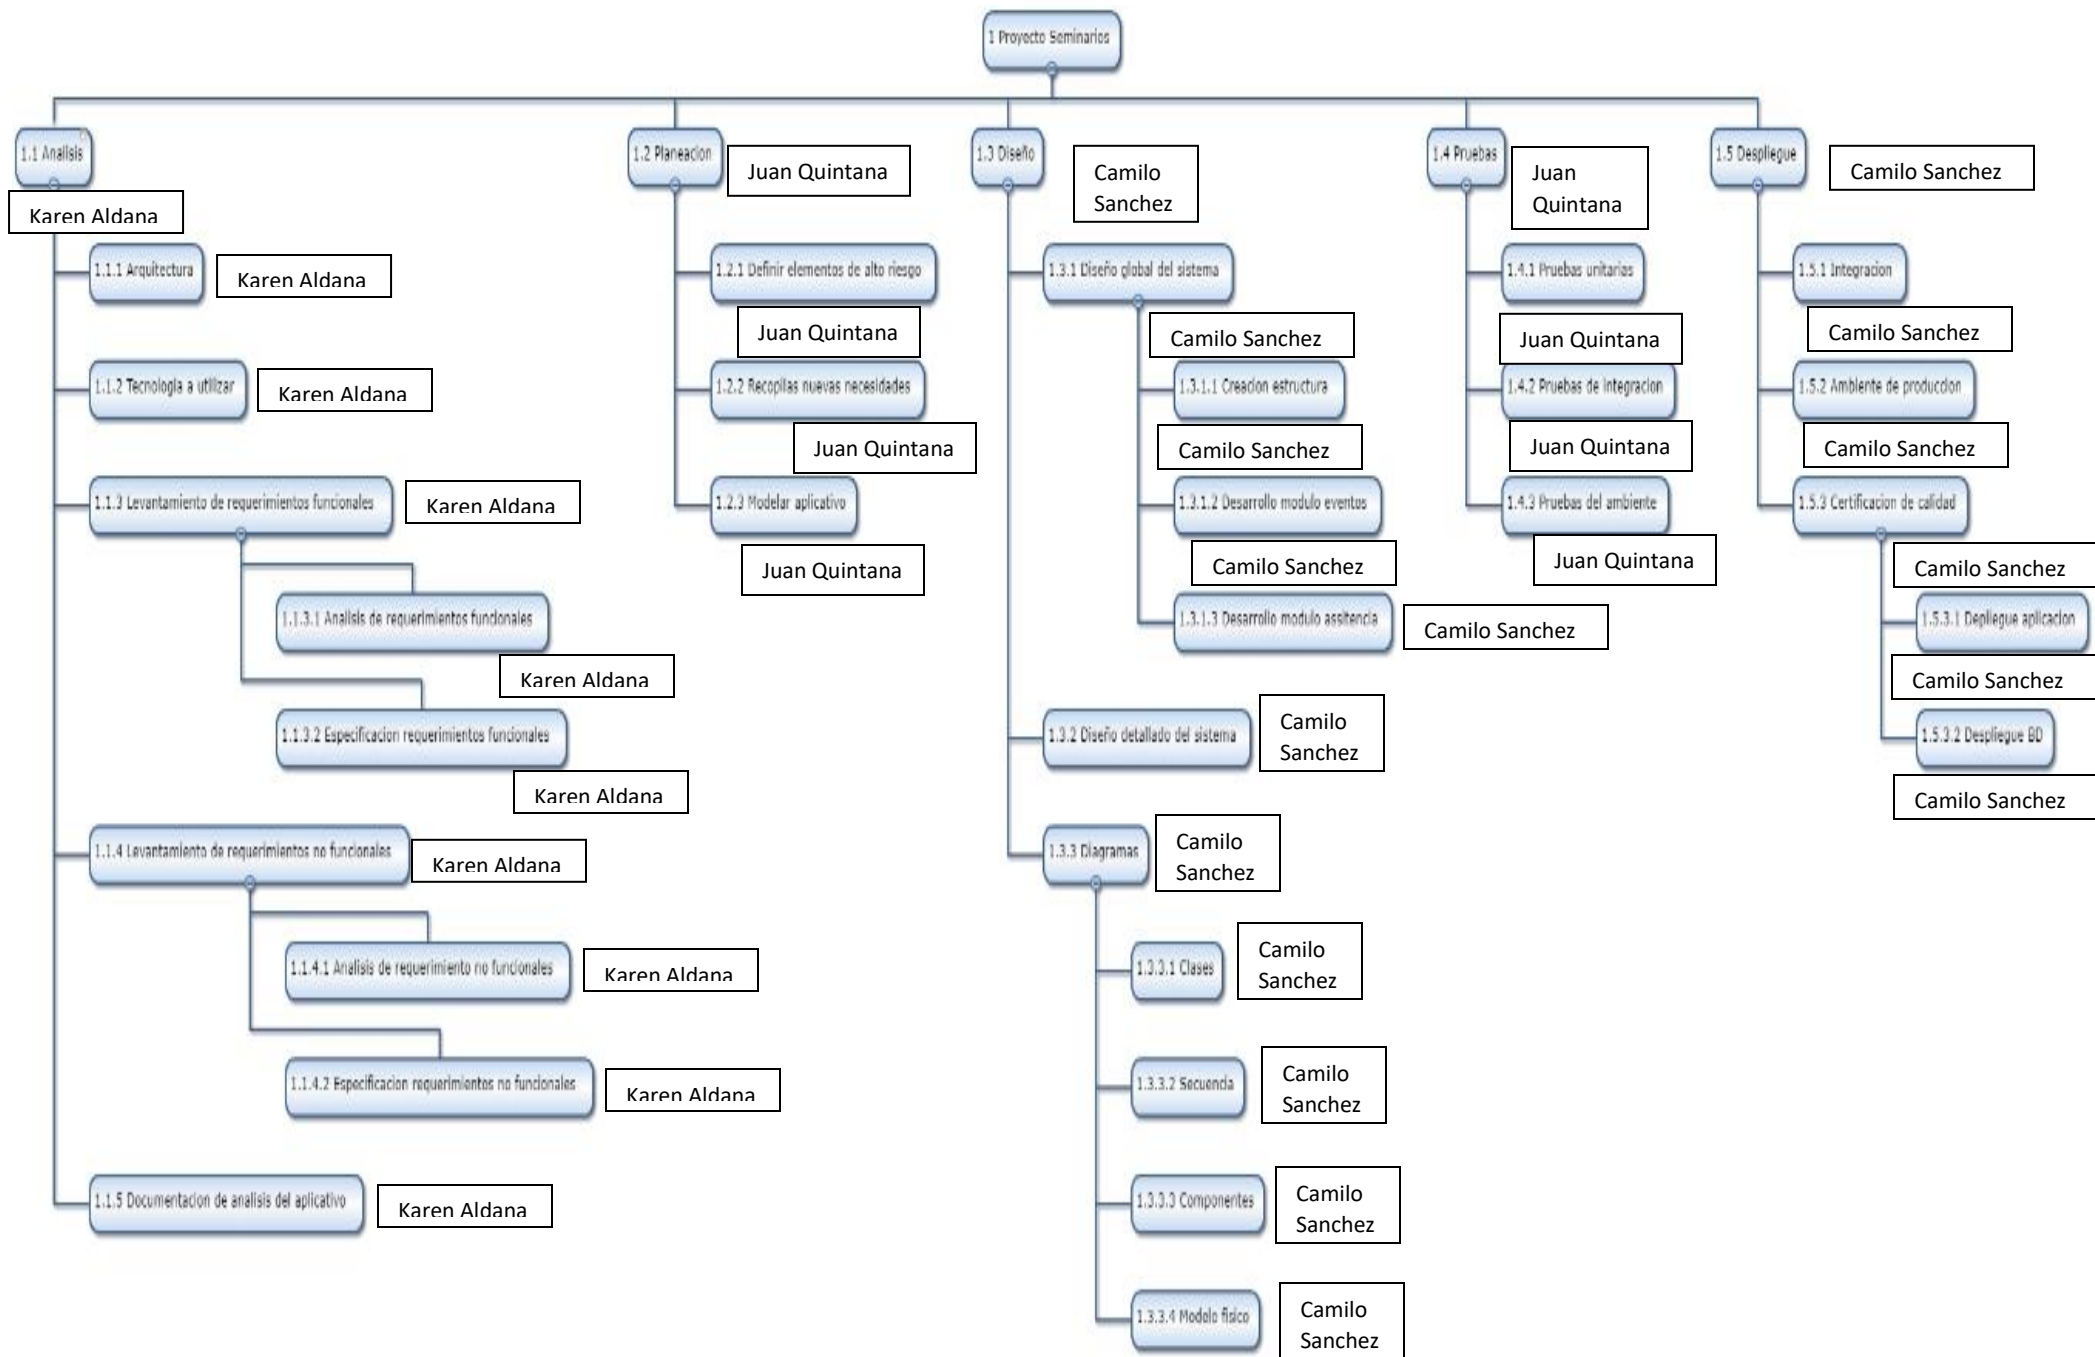 1 Proyecto Seminarios
1.1 Analisis
Karen Aldana
1.1.1 Arquitectura
Karen Aldana
1.1.2 Tecnologia a utilizar
Karen Aldana
1.1.3 Levantamiento de requerimientos funcionales
Karen Aldana
1.1.3.1 Analisis de requerimientos funcionales
Karen Aldana
1.1.3.2 Especificacion requerimientos funcionales
Karen Aldana
1.1.4 Levantamiento de requerimientos no funcionales
Karen Aldana
1.1.4.1 Analisis de requerimiento no funcionales
Karen Aldana
1.1.4.2 Especificacion requerimientos no funcionales
Karen Aldana
1.1.5 Documentacion de analisis del aplicativo
Karen Aldana
1.2 Planeacion
Juan Quintana
1.2.1 Definir elementos de alto riesgo
Juan Quintana
1.2.2 Recopilas nuevas necesidades
Juan Quintana
1.2.3 Modelar aplicativo
Juan Quintana
1.3 Diseño
Camilo
Sanchez
1.3.1 Diseño global del sistema
Camilo Sanchez
1.3.1.1 Creacion estructura
Camilo Sanchez
1.3.1.2 Desarrollo modulo eventos
Camilo Sanchez
1.3.1.3 Desarrollo modulo assitencia
Camilo Sanchez
1.3.2 Diseño detallado del sistema
Camilo
Sanchez
1.3.3 Diagramas
Camilo
Sanchez
1.3.3.1 Clases
Camilo
Sanchez
1.3.3.2 Secuencia
Camilo
Sanchez
1.3.3.3 Componentes
Camilo
Sanchez
1.3.3.4 Modelo fisico
Camilo
Sanchez
1.4 Pruebas
Juan
Quintana
1.4.1 Pruebas unitarias
Juan Quintana
1.4.2 Pruebas de integracion
Juan Quintana
1.4.3 Pruebas del ambiente
Juan Quintana
1.5 Despliegue
Camilo Sanchez
1.5.1 Integracion
Camilo Sanchez
1.5.2 Ambiente de produccion
Camilo Sanchez
1.5.3 Certificacion de calidad
Camilo Sanchez
1.5.3.1 Depliegue aplicacion
Camilo Sanchez
1.5.3.2 Despliegue BD
Camilo Sanchez